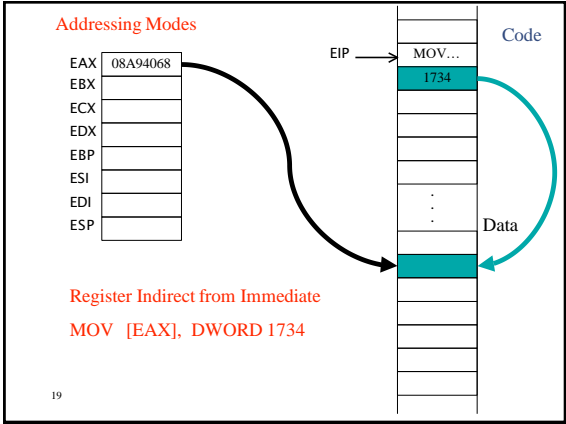 Addressing Modes
Code
EAX 08A94068
EBX
ECX
EDX
EBP
ESI
EDI
ESP
EIP
MOV...
1734
.
.
.
Data
Register Indirect from Immediate
MOV [EAX], DWORD 1734
19